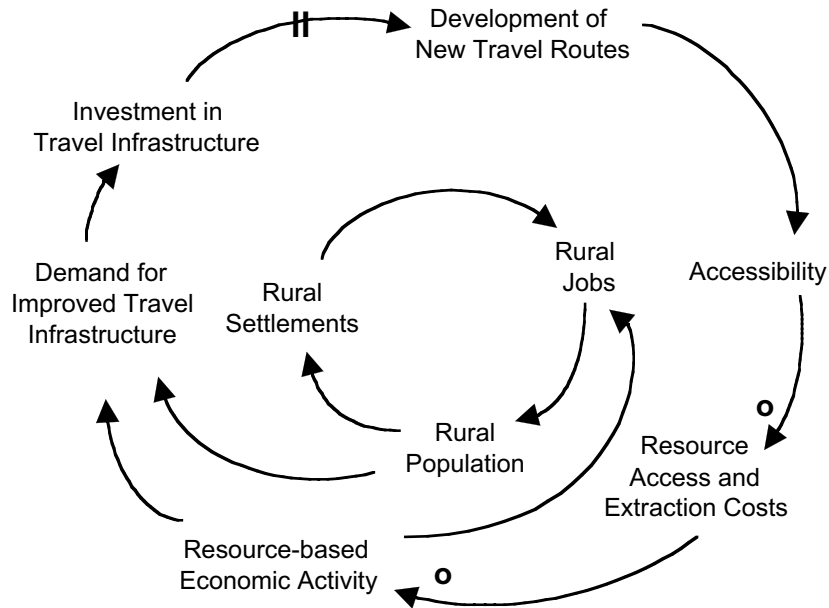 Development of
New Travel Routes
Investment in
Travel Infrastructure
Rural
Jobs
Accessibility
Demand for
Improved Travel
Infrastructure
Rural
Settlements
o
Rural
Population
Resource
Access and
Extraction Costs
Resource-based
Economic Activity
o